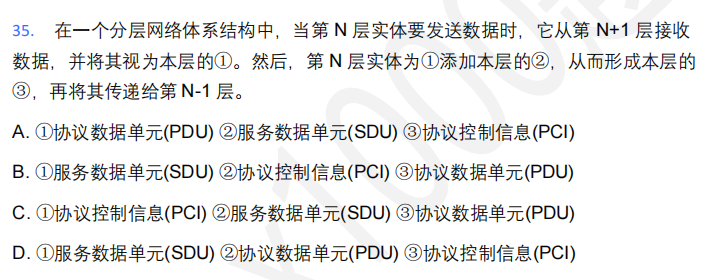 35. 在一个分层网络体系结构中，当第 N 层实体要发送数据时，它从第 N+1 层接收
数据，并将其视为本层的①。然后，第 N 层实体为①添加本层的②，从而形成本层的
③，再将其传递给第 N-1 层。
A. ①协议数据单元(PDU) ②服务数据单元(SDU) ③协议控制信息(PCI)
B. ①服务数据单元(SDU) ②协议控制信息(PCI) ③协议数据单元(PDU)
C. ①协议控制信息(PCI) ②服务数据单元(SDU) ③协议数据单元(PDU)
D. ①服务数据单元(SDU) ②协议数据单元(PDU) ③协议控制信息(PCI)